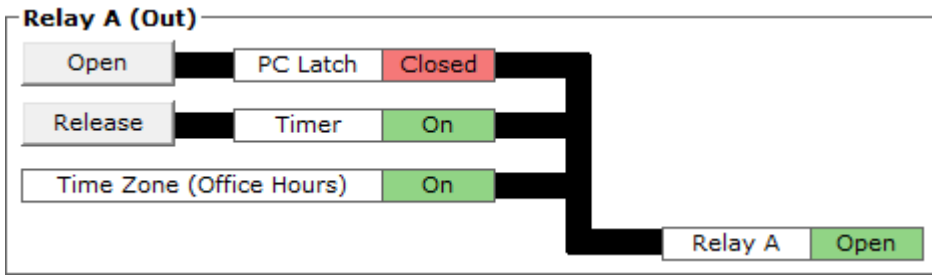 Relay A (Out)
Open PC Latch Closed
Release Timer On
Time Zone (Office Hours) On
Relay A Open